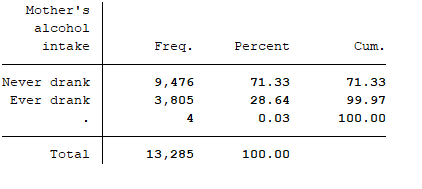 Mother's
alcohol
intake Freq. Percent Cum.
Never drank 9,476 71.33 71.33
Ever drank 3,805 28.64 99.97
. 4 0.03 100.00
Total 13,285 100.00